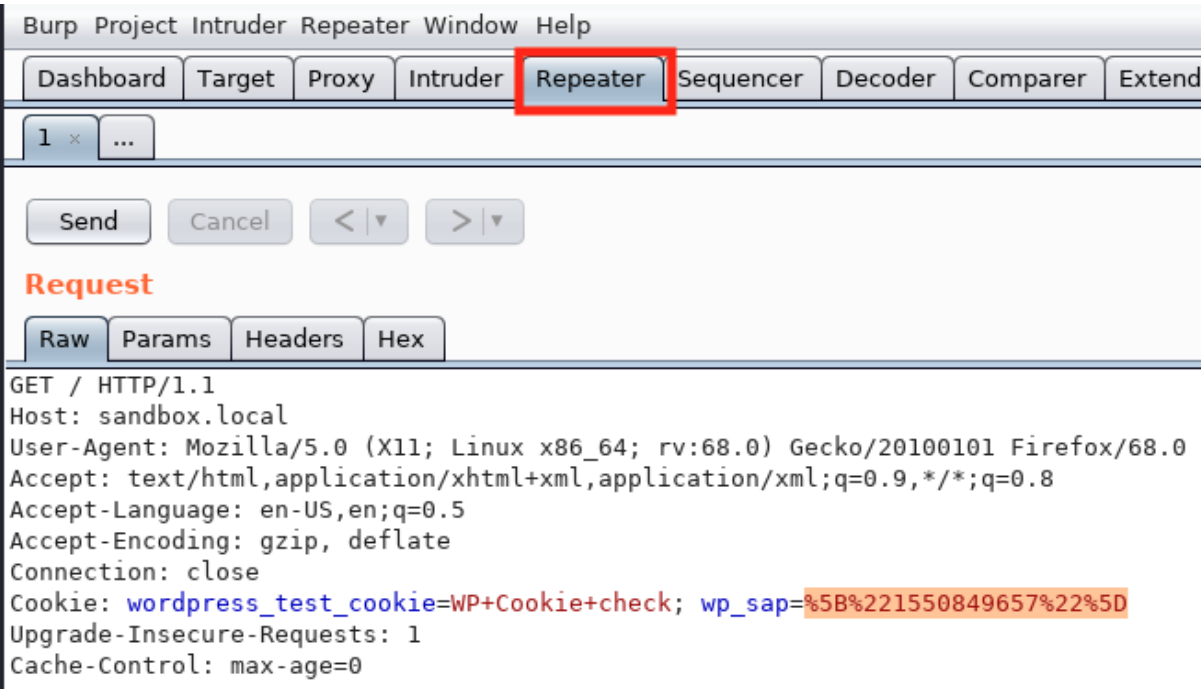 Burp Project Intruder Repeater Window Help
Dashboard Target Proxy Intruder Repeater Sequencer Decoder Comparer Extend
1 × ...
Send Cancel < | ▼ > | ▼
Request
Raw Params Headers Hex
GET / HTTP/1.1
Host: sandbox.local
User-Agent: Mozilla/5.0 (X11; Linux x86_64; rv:68.0) Gecko/20100101 Firefox/68.0
Accept: text/html,application/xhtml+xml,application/xml;q=0.9,*/*;q=0.8
Accept-Language: en-US,en;q=0.5
Accept-Encoding: gzip, deflate
Connection: close
Cookie: wordpress_test_cookie=WP+Cookie+check; wp_sap=%5B%221550849657%22%5D
Upgrade-Insecure-Requests: 1
Cache-Control: max-age=0